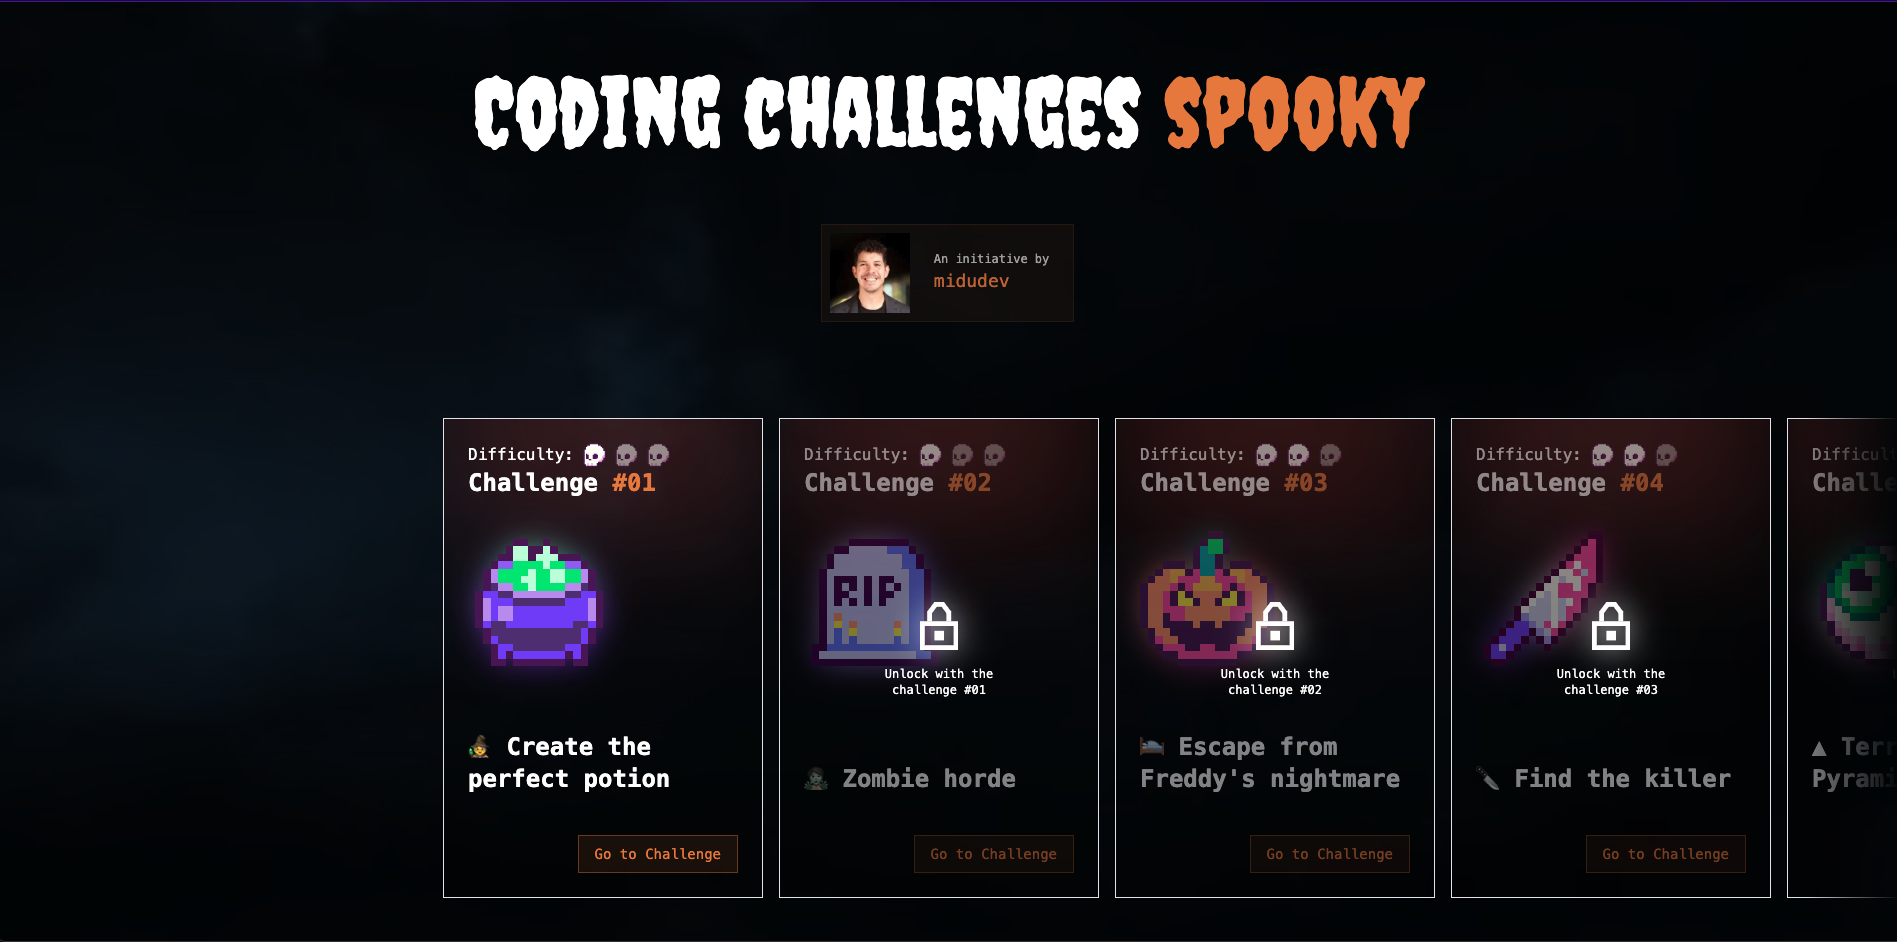 CODING CHALLENGES SPOOKY
An initiative by
midudev
Difficulty:
Challenge #01
Create the
perfect potion
Go to Challenge
Difficulty:
Challenge #02
RIP
Unlock with the
challenge #01
Zombie horde
Go to Challenge
Difficulty:
Challenge #03
Unlock with the
challenge #02
Escape from
Freddy's nightmare
Go to Challenge
Difficulty:
Challenge #04
Unlock with the
challenge #03
Find the killer
Go to Challenge